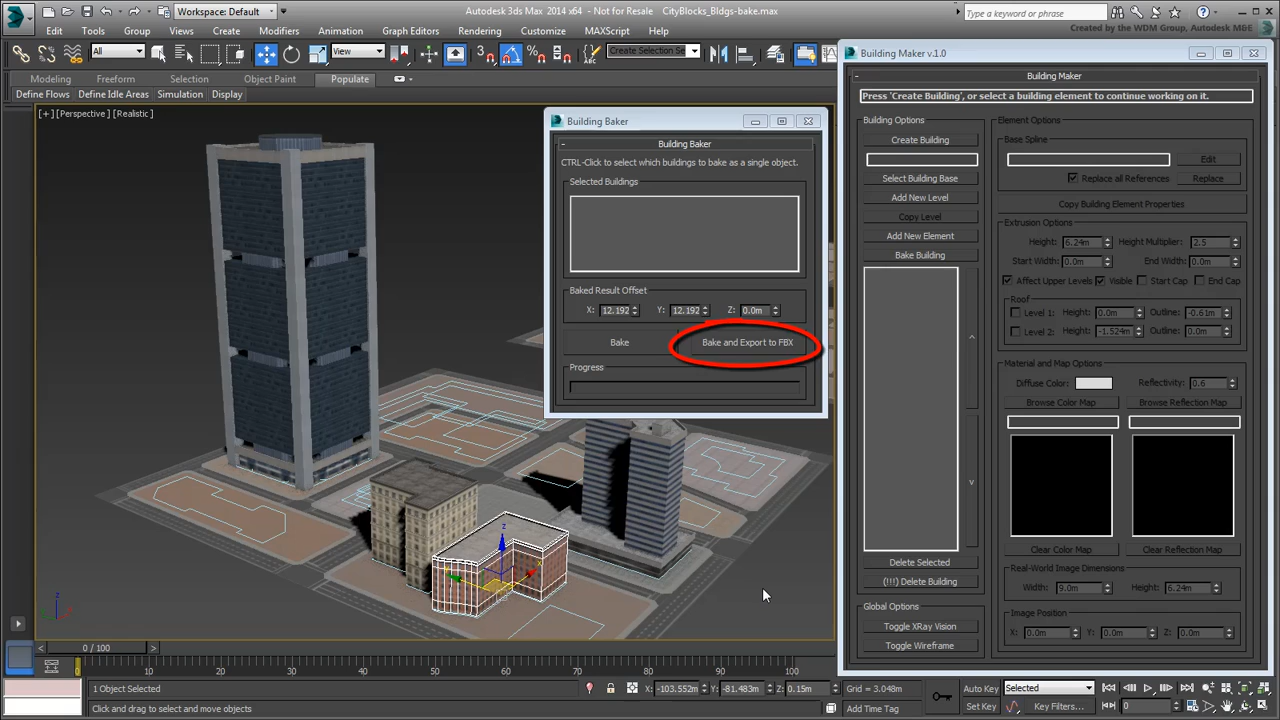 Workspace: Default
Autodesk 3ds Max 2014 x64 - Not for Resale CityBlocks_Bldgs-bake.max
Type a keyword or phrase
Edit Tools Group Views Create Modifiers Animation Graph Editors Rendering Customize MAXScript Help
Created by the WDM Group, Autodesk M&E
All
View
Create Selection Se
Modeling Freeform Selection Object Paint Populate
Define Flows Define Idle Areas Simulation Display
[+] [Perspective] [Realistic]
Building Baker
- Building Baker
CTRL-Click to select which buildings to bake as a single object.
Selected Buildings
Baked Result Offset
X: 12.192 Y: 12.192 Z: 0.0m
Bake Bake and Export to FBX
Progress
Building Maker v.1.0
- Building Maker
Press 'Create Building', or select a building element to continue working on it.
Building Options
Create Building
Select Building Base
Add New Level
Copy Level
Add New Element
Bake Building
^
v
Delete Selected
(!!!) Delete Building
Global Options
Toggle XRay Vision
Toggle Wireframe
Element Options
Base Spline
Edit
Replace all References Replace
Copy Building Element Properties
Extrusion Options
Height: 6.24m Height Multiplier: 2.5
Start Width: 0.0m End Width: 0.0m
Affect Upper Levels Visible Start Cap End Cap
Roof
Level 1: Height: 0.0m Outline: -0.61m
Level 2: Height: -1.524m Outline: 0.0m
Material and Map Options
Diffuse Color: Reflectivity: 0.6
Browse Color Map Browse Reflection Map
Clear Color Map Clear Reflection Map
Real-World Image Dimensions
Width: 9.0m Height: 6.24m
Image Position
X: 0.0m Y: 0.0m Z: 0.0m
z
x
z
0 / 100
0 10 20 30 40 50 60 70 80 90 100
1 Object Selected X: -103.552m Y: -81.483m Z: 0.15m Grid = 3.048m Auto Key Selected
Click and drag to select and move objects Add Time Tag Set Key Key Filters... 0